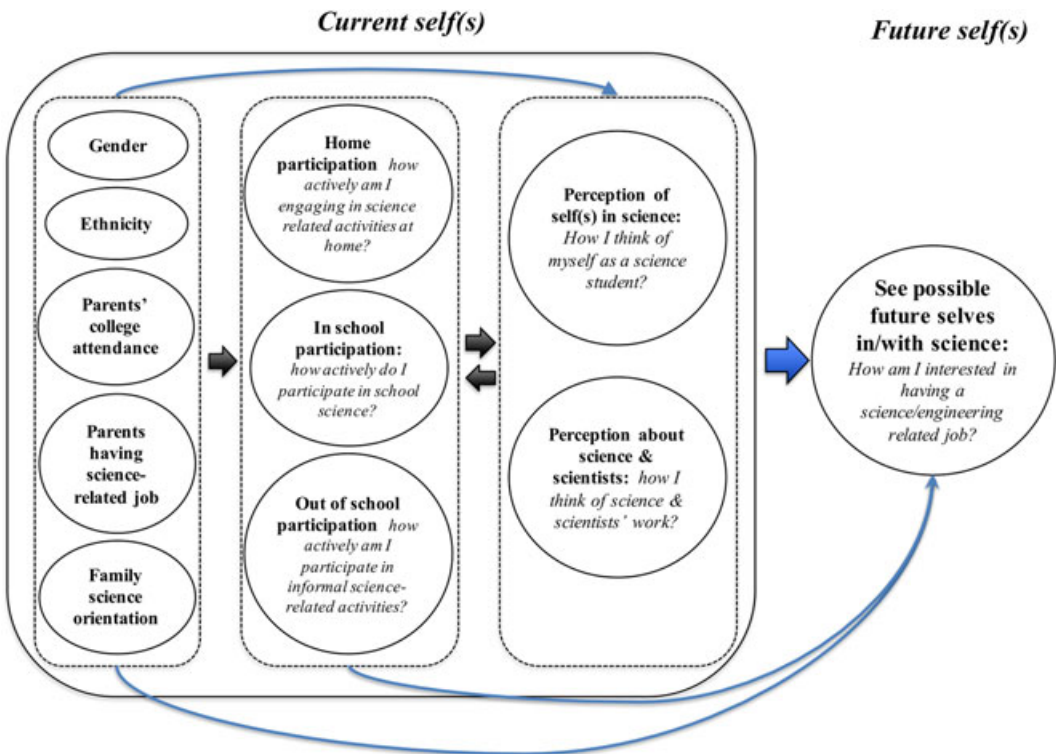 Current self(s)
Future self(s)
Gender
Ethnicity
Parents’
college
attendance
Parents
having
science-
related job
Family
science
orientation
Home
participation how
actively am I
engaging in science
related activities at
home?
In school
participation:
how actively do I
participate in school
science?
Out of school
participation how
actively am I
participate in
informal science-
related activities?
Perception of
self(s) in science:
How I think of
myself as a science
student?
Perception about
science &
scientists: how I
think of science &
scientists’ work?
See possible
future selves
in/with science:
How am I interested in
having a
science/engineering
related job?